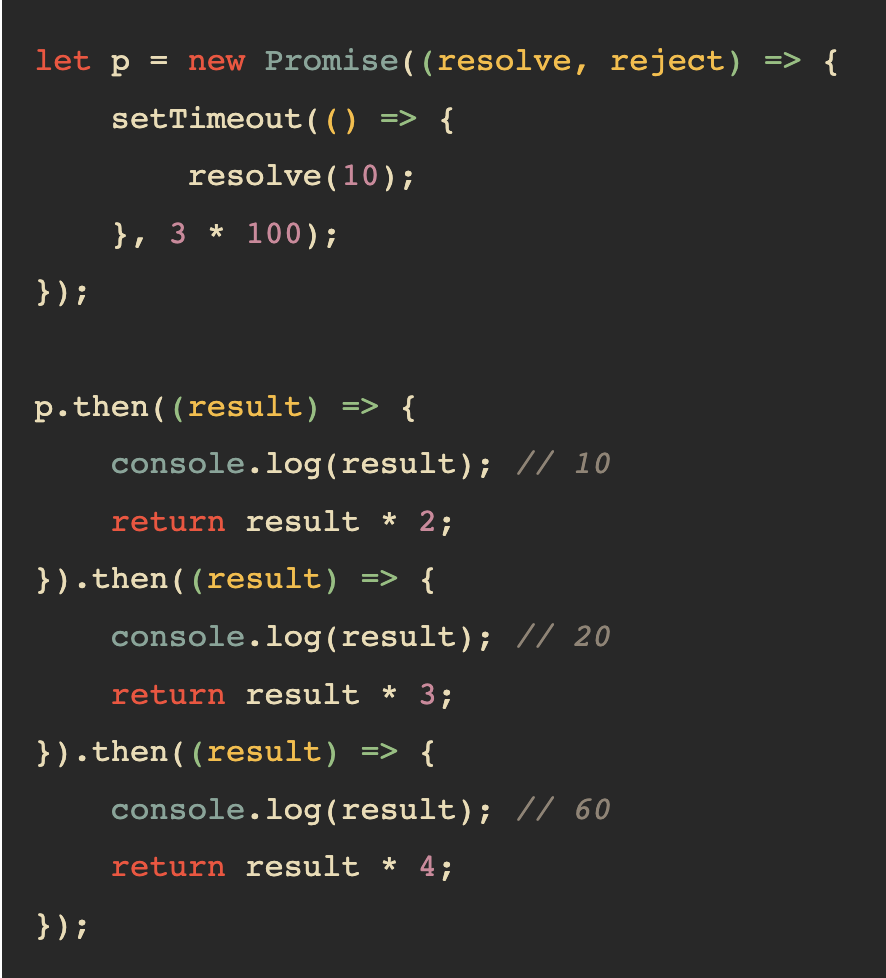 let p = new Promise((resolve, reject) => {
    setTimeout(() => {
        resolve(10);
    }, 3 * 100);
});

p.then((result) => {
    console.log(result); // 10
    return result * 2;
}).then((result) => {
    console.log(result); // 20
    return result * 3;
}).then((result) => {
    console.log(result); // 60
    return result * 4;
});